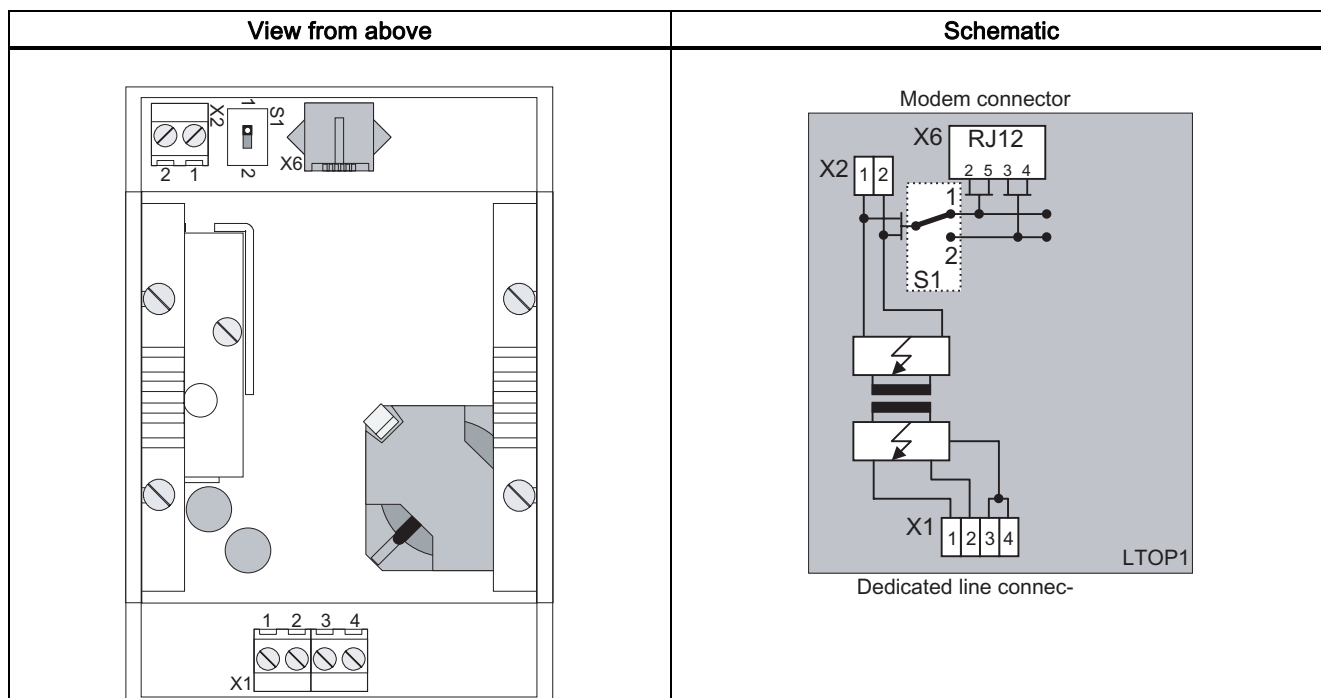 View from above
Schematic
X2
1
2
S1
X6
2 1
1 2 3 4
X1
Modem connector
X6
RJ12
2 5 3 4
X2
1 2
1
2
S1
X1
1 2 3 4
LTOP1
Dedicated line connec-